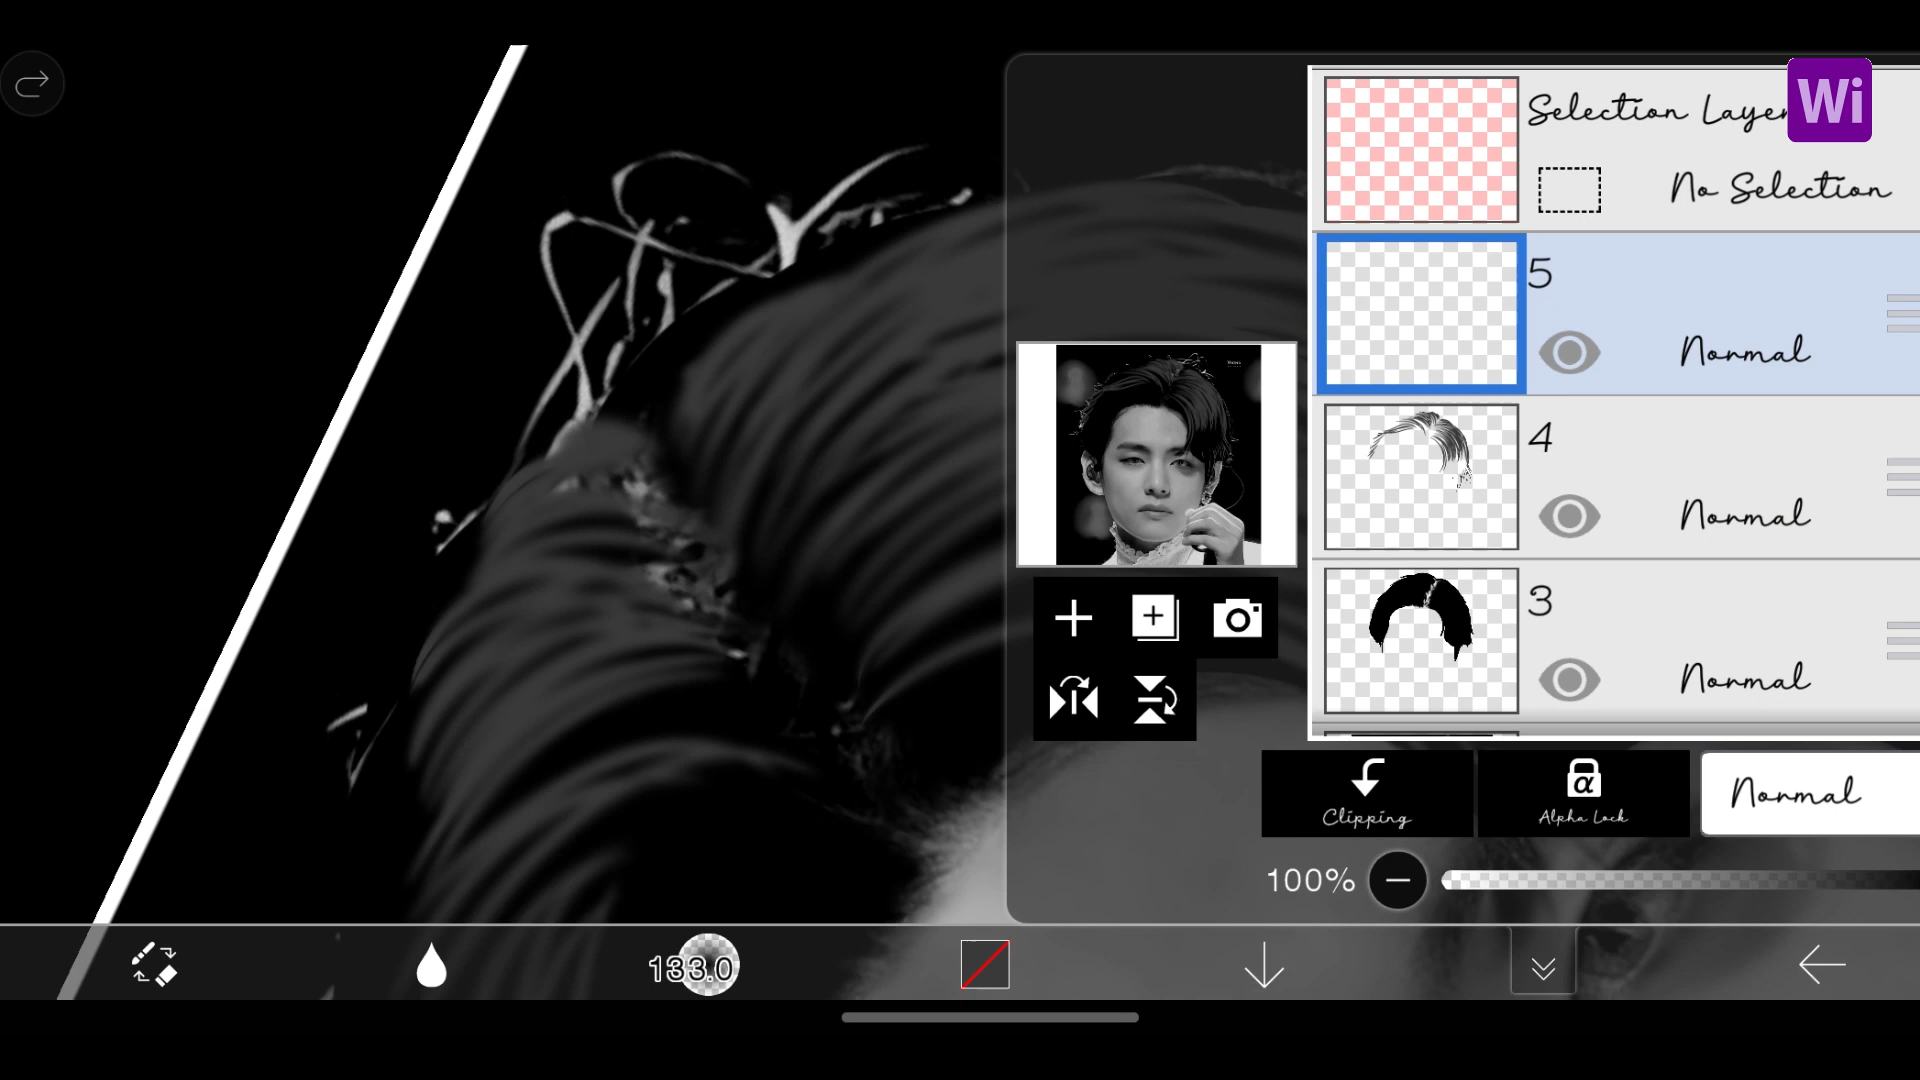 Selection Layer
Wi
No Selection
5
Normal
4
Normal
3
Normal
Clipping
α
Alpha Lock
Normal
100%
133.0